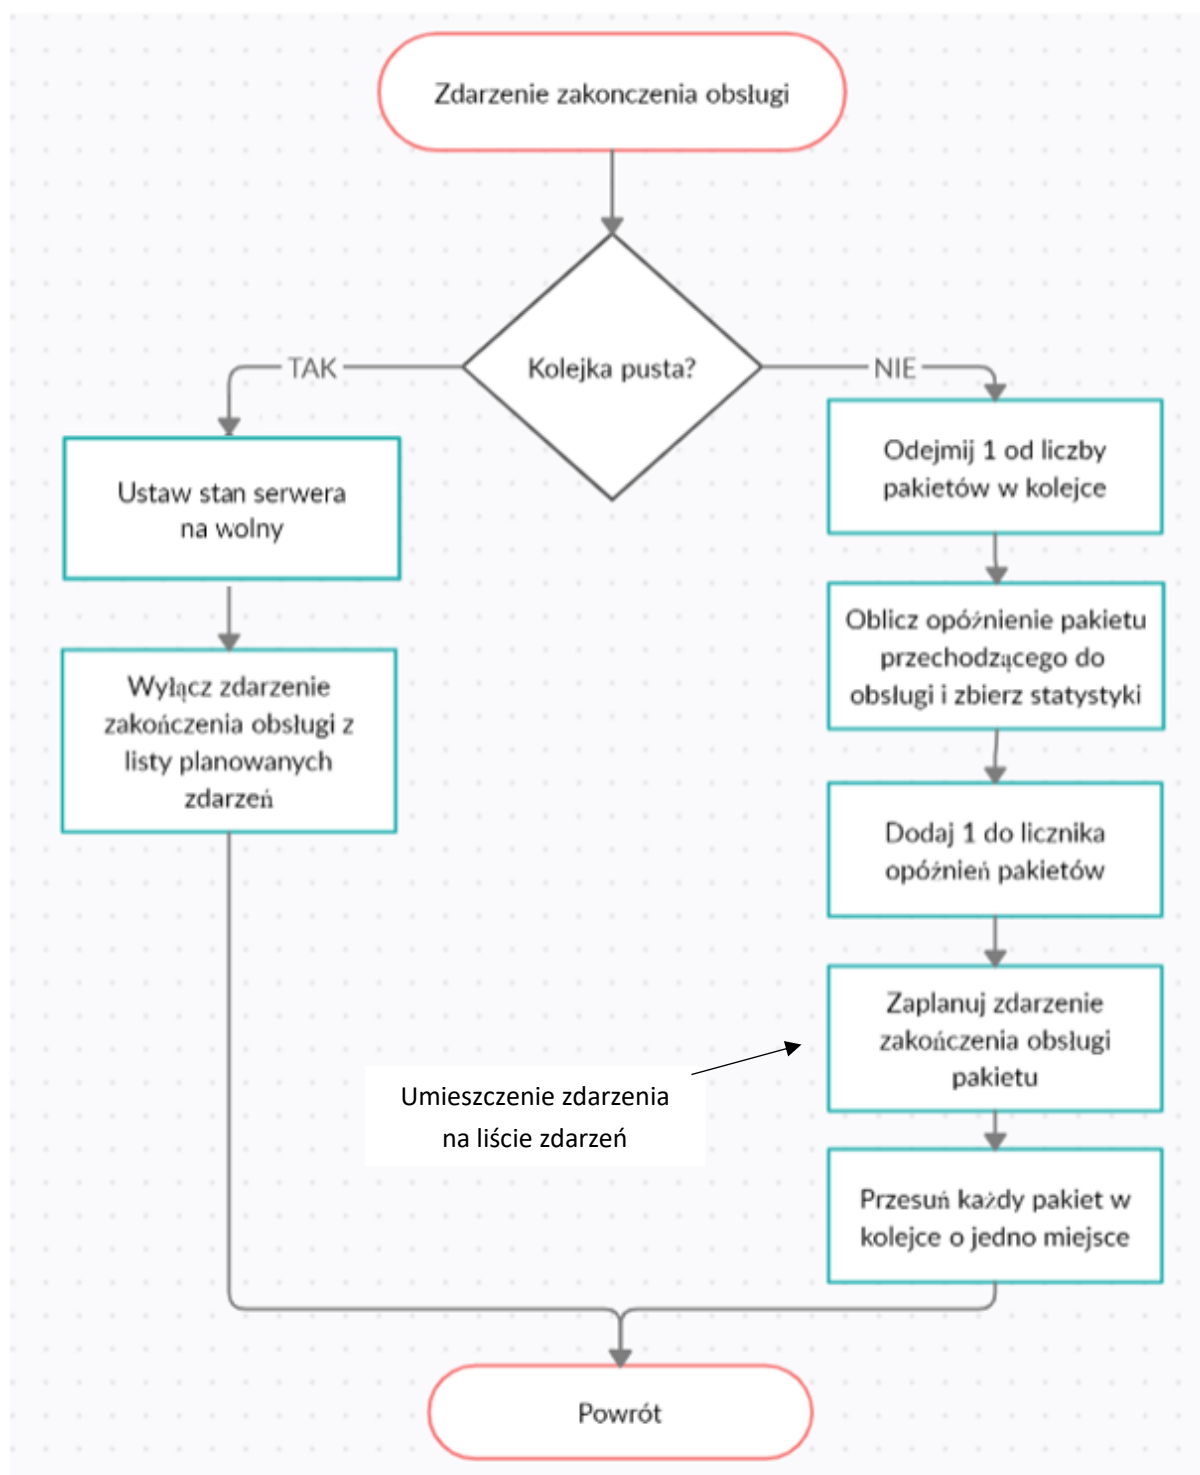 Zdarzenie zakonczenia obsługi
Kolejka pusta?
TAK
NIE
Ustaw stan serwera
na wolny
Wyłącz zdarzenie
zakończenia obsługi z
listy planowanych
zdarzeń
Odejmij 1 od liczby
pakietów w kolejce
Oblicz opóźnienie pakietu
przechodzącego do
obsługi i zbierz statystyki
Dodaj 1 do licznika
opóźnień pakietów
Zaplanuj zdarzenie
zakończenia obsługi
pakietu
Umieszczenie zdarzenia
na liście zdarzeń
Przesuń każdy pakiet w
kolejce o jedno miejsce
Powrót